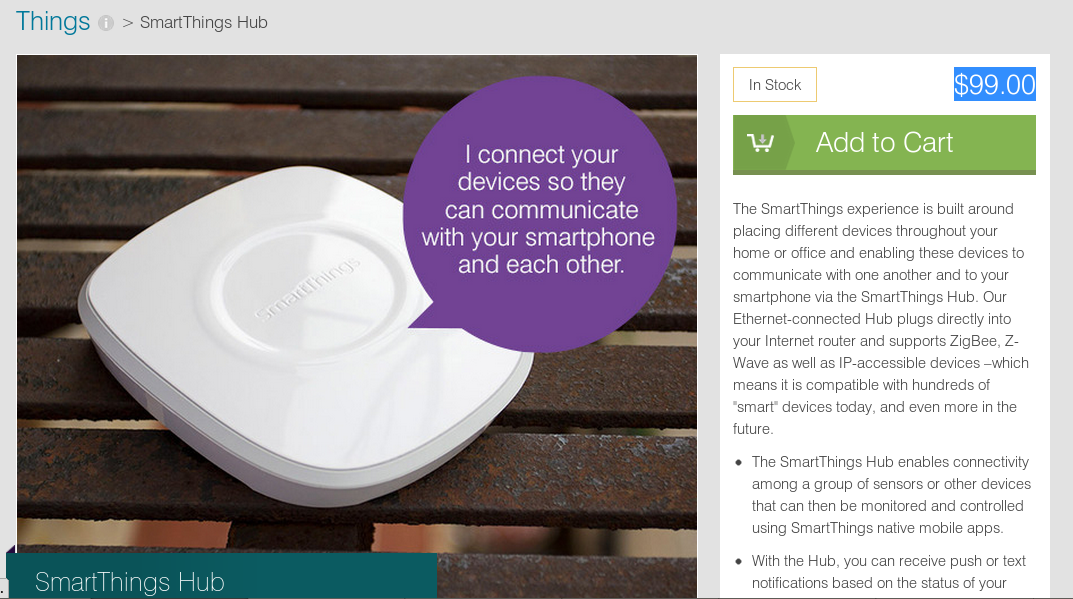 Things i > SmartThings Hub
I connect your
devices so they
can communicate
with your smartphone
and each other.
SmartThings
SmartThings Hub
In Stock
$99.00
Add to Cart
The SmartThings experience is built around
placing different devices throughout your
home or office and enabling these devices to
communicate with one another and to your
smartphone via the SmartThings Hub. Our
Ethernet-connected Hub plugs directly into
your Internet router and supports ZigBee, Z-
Wave as well as IP-accessible devices –which
means it is compatible with hundreds of
"smart" devices today, and even more in the
future.
• The SmartThings Hub enables connectivity
among a group of sensors or other devices
that can then be monitored and controlled
using SmartThings native mobile apps.
• With the Hub, you can receive push or text
notifications based on the status of your